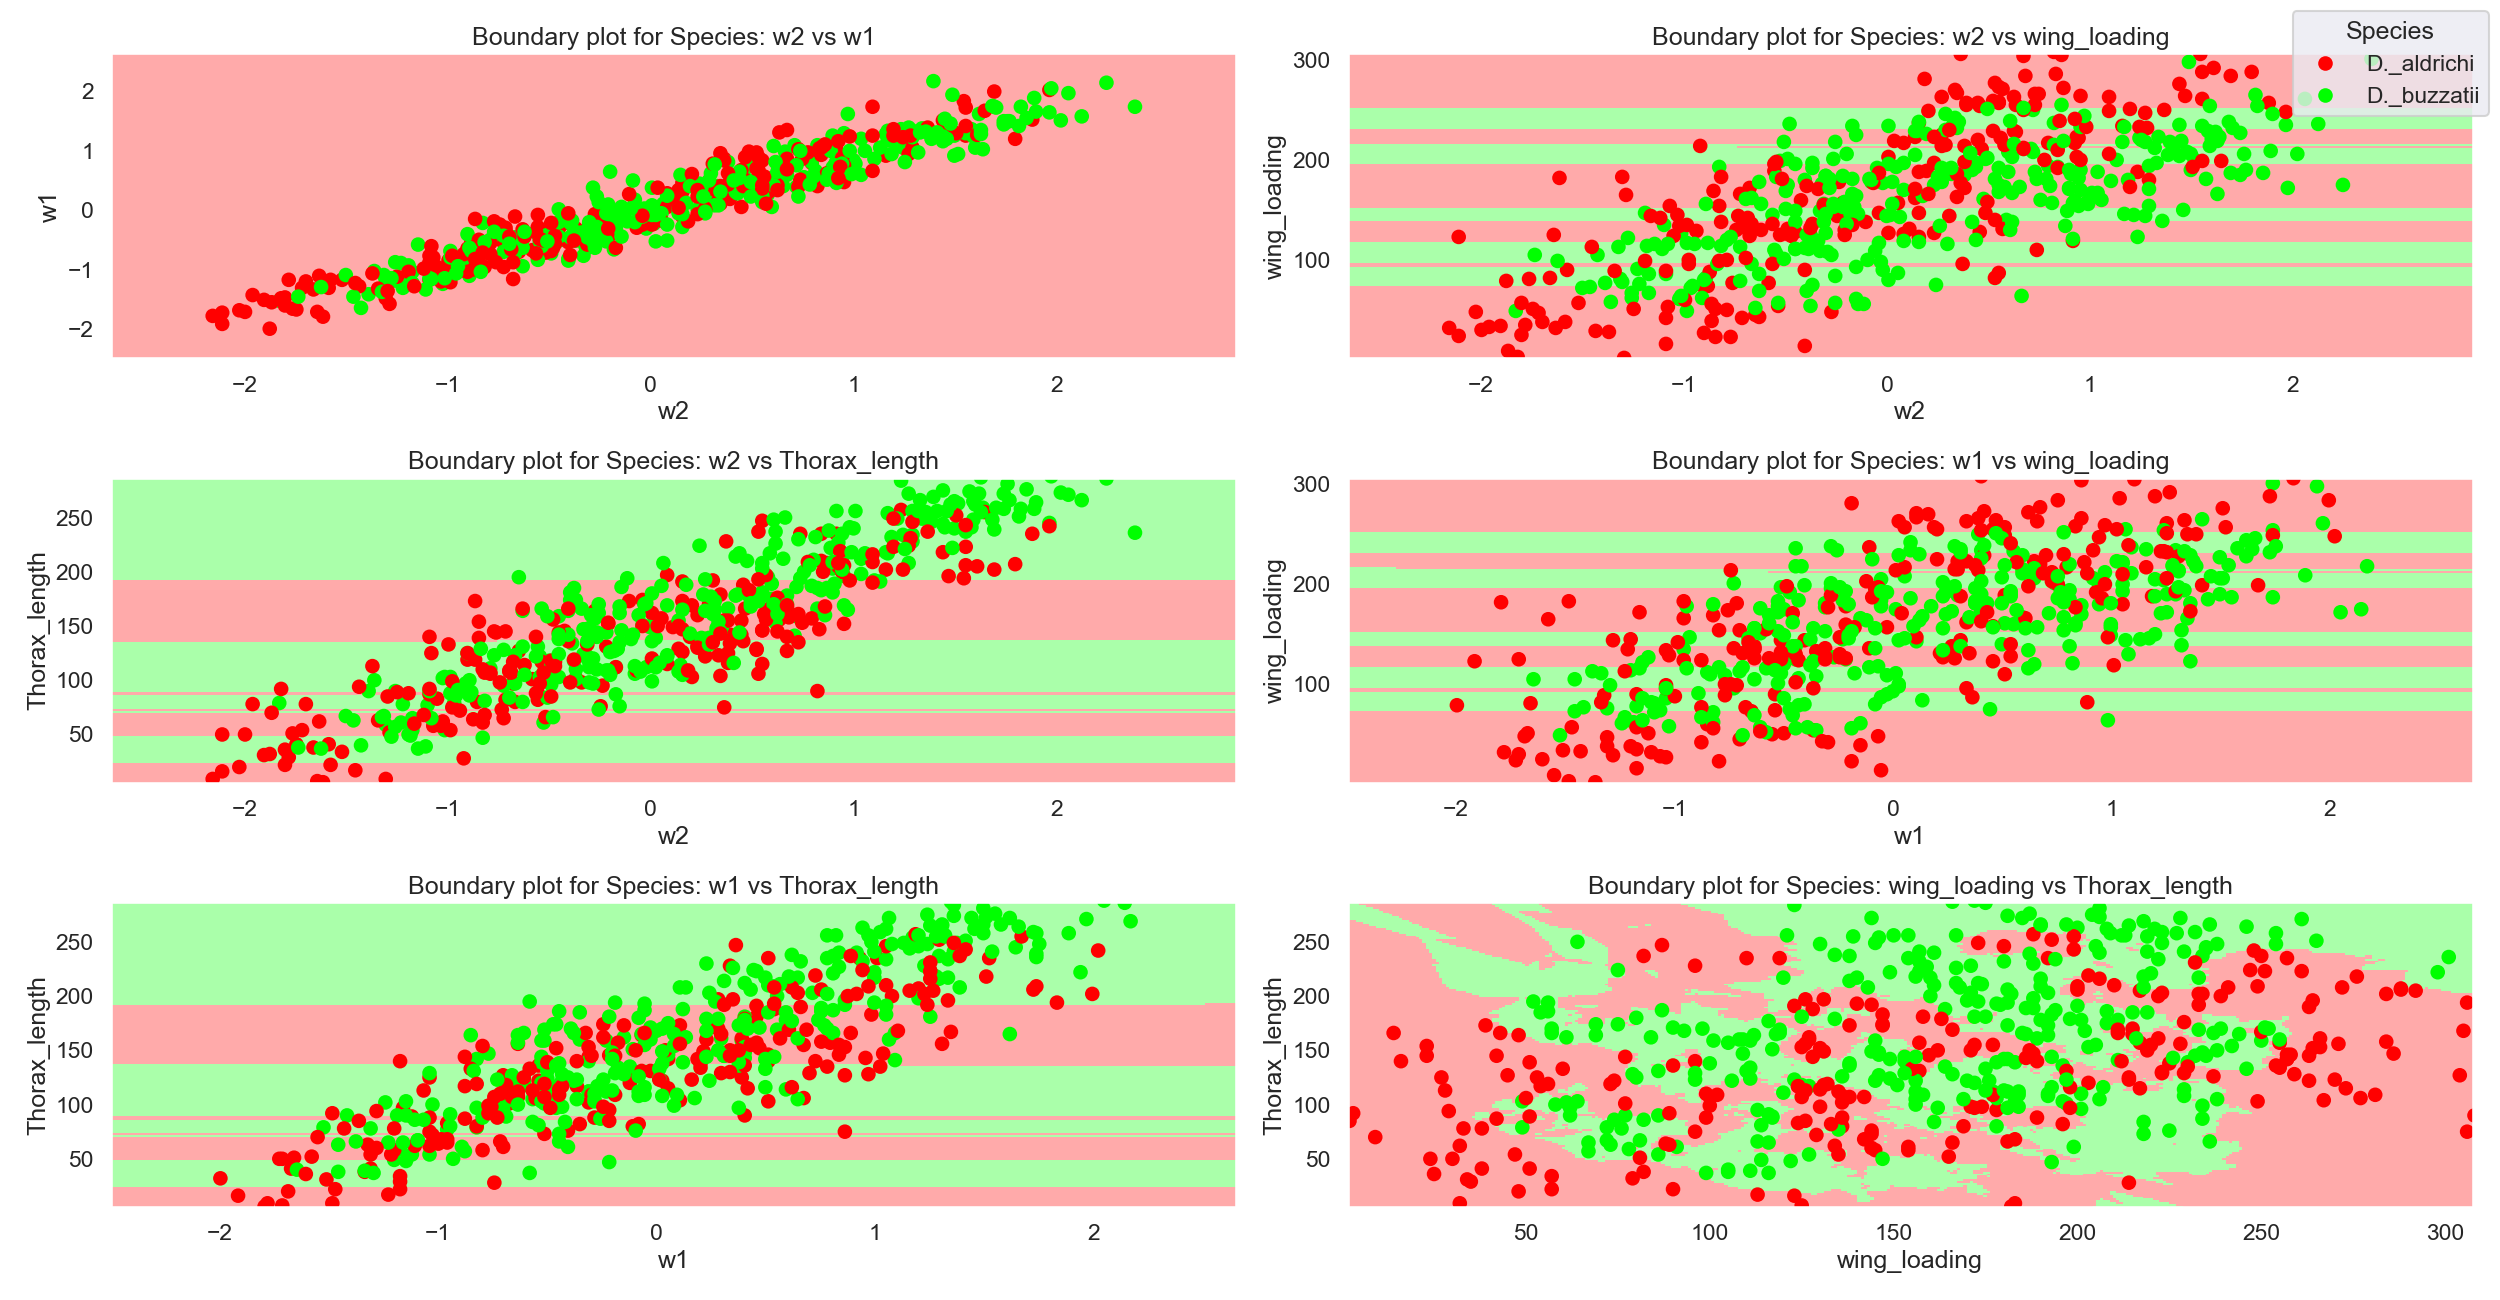 Boundary plot for Species: w2 vs w1
2
1
0
−1
−2
w1
−2
−1
0
1
2
w2
Boundary plot for Species: w2 vs wing_loading
300
200
100
wing_loading
−2
−1
0
1
2
w2
Species
D._aldrichi
D._buzzatii
Boundary plot for Species: w2 vs Thorax_length
250
200
150
100
50
Thorax_length
−2
−1
0
1
2
w2
Boundary plot for Species: w1 vs wing_loading
300
200
100
wing_loading
−2
−1
0
1
2
w1
Boundary plot for Species: w1 vs Thorax_length
250
200
150
100
50
Thorax_length
−2
−1
0
1
2
w1
Boundary plot for Species: wing_loading vs Thorax_length
250
200
150
100
50
Thorax_length
50
100
150
200
250
300
wing_loading